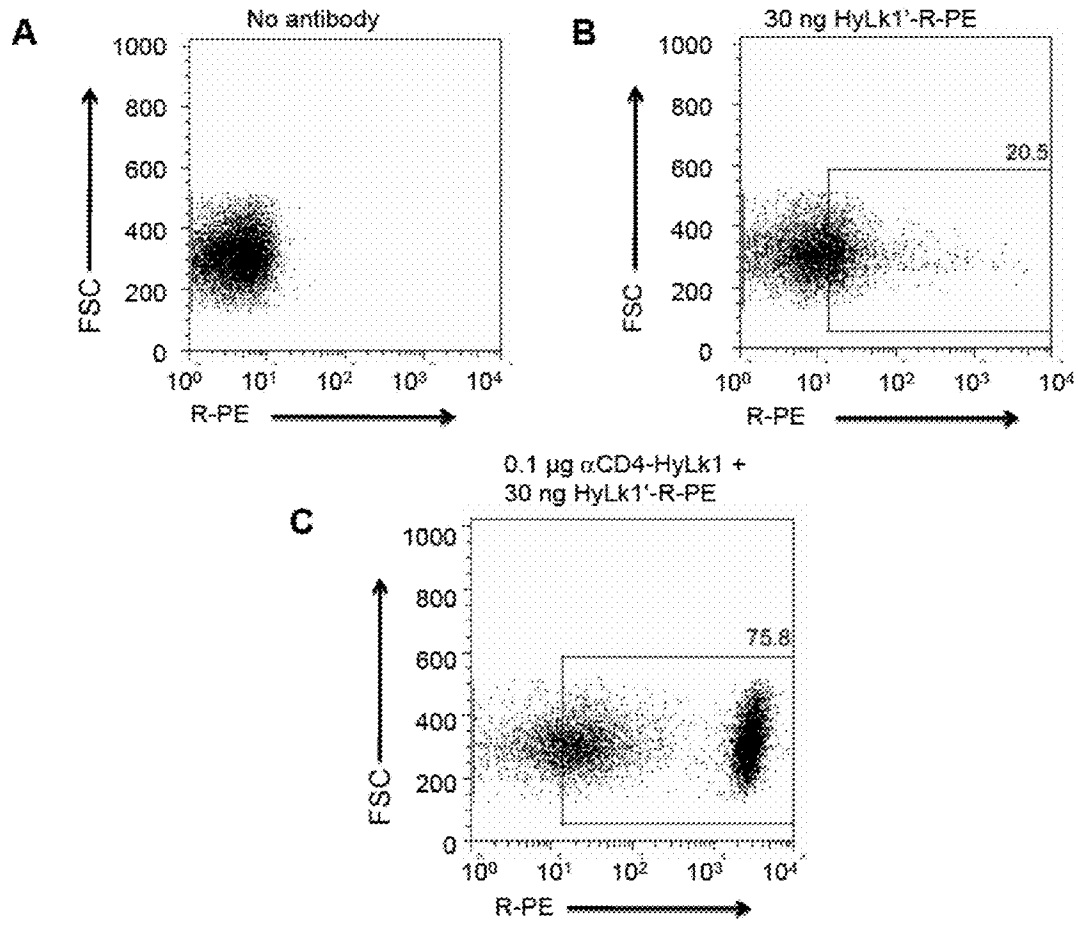 A
No antibody
1000
800
600
400
200
0
FSC
10⁰ 10¹ 10² 10³ 10⁴
R-PE
B
30 ng HyLk1'-R-PE
1000
800
600
400
200
0
20.5
FSC
10⁰ 10¹ 10² 10³ 10⁴
R-PE
C
0.1 µg αCD4-HyLk1 +
30 ng HyLk1'-R-PE
1000
800
600
400
200
0
75.8
FSC
10⁰ 10¹ 10² 10³ 10⁴
R-PE